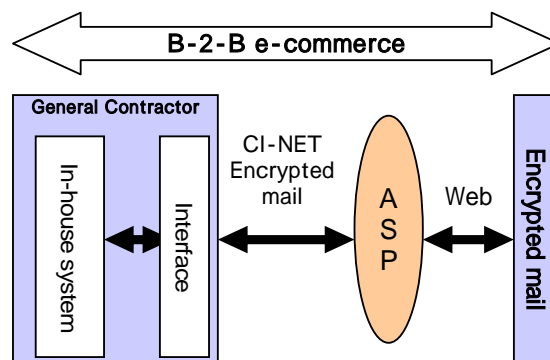 B-2-B e-commerce
General Contractor
In-house system
Interface
CI-NET
Encrypted
mail
A
S
P
Web
Encrypted mail